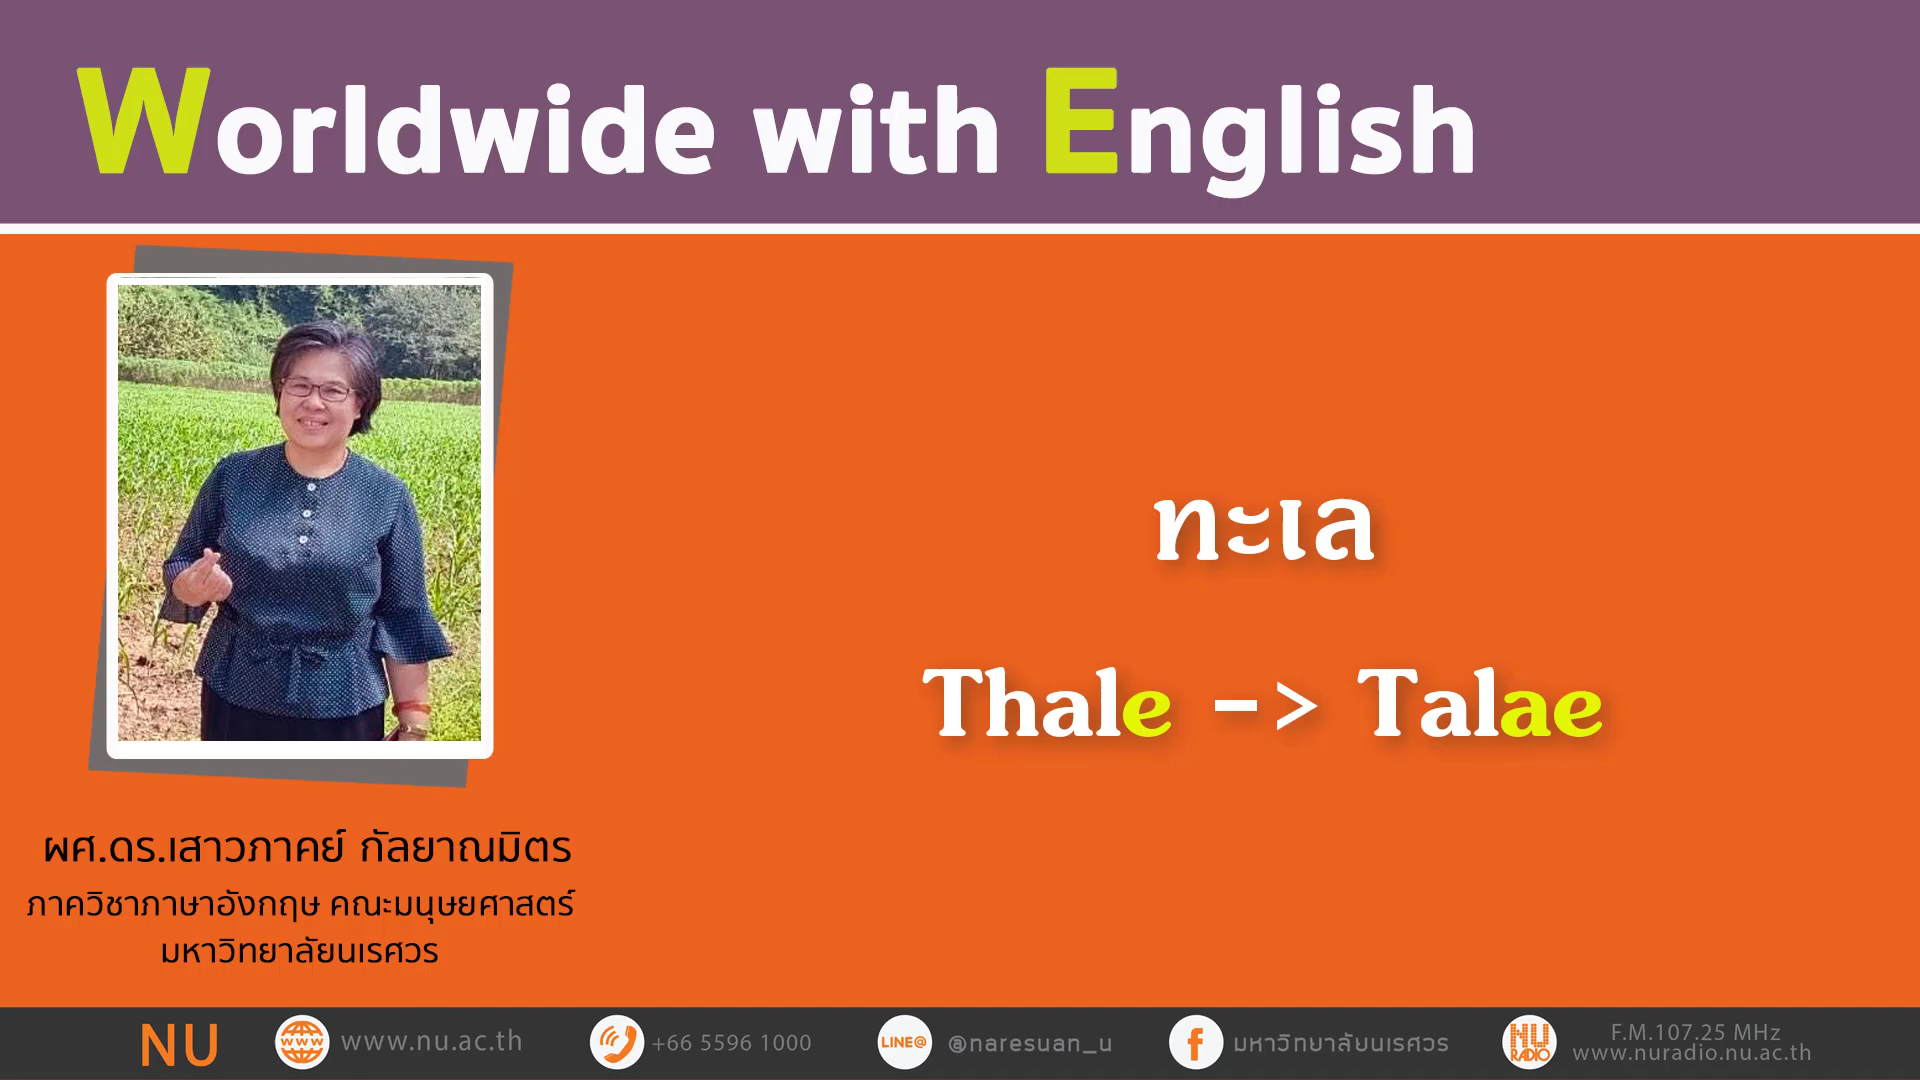 Worldwide with English
ทะเล
Thale -> Talae
ผศ.ดร.เสาวภาคย์ กัลยาณมิตร
ภาควิชาภาษาอังกฤษ คณะมนุษยศาสตร์
มหาวิทยาลัยนเรศวร
NU
www
www.nu.ac.th
+66 5596 1000
LINE@
@naresuan_u
f
มหาวิทยาลัยนเรศวร
NU
RADIO
F.M.107.25 MHz
www.nuradio.nu.ac.th